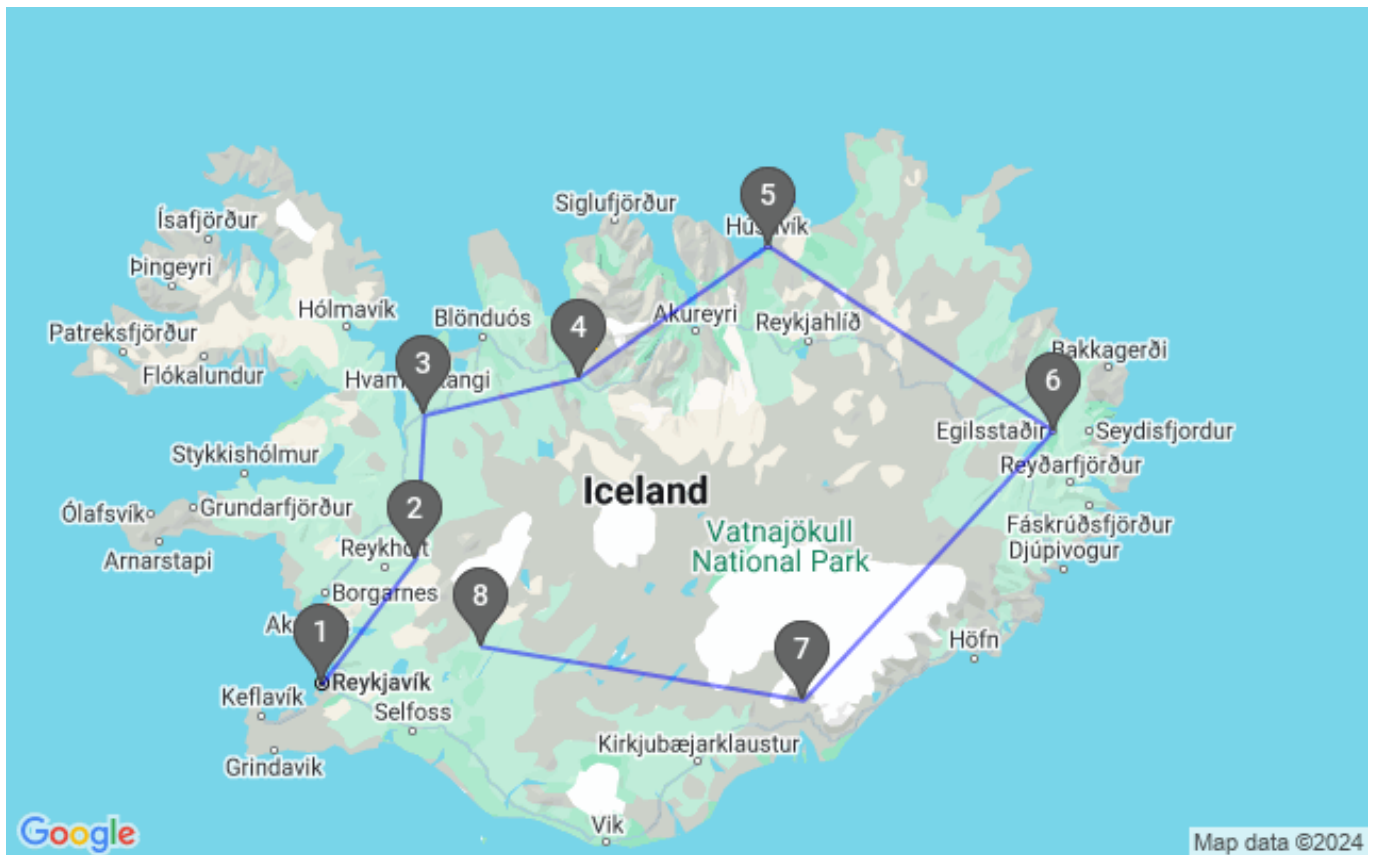 5
Siglufjörður
Ísafjörður
Húsavík
Þingeyri
Hólmavík
Blönduós
4
Akureyri
Reykjahlíð
Patreksfjörður
Bakkagerði
3
Flókalundur
Hvammstangi
6
Egilsstaðir
Seydisfjordur
Stykkishólmur
Reyðarfjörður
Iceland
Ólafsvík
Grundarfjörður
2
Fáskrúðsfjörður
Vatnajökull
National Park
Reykholt
Arnarstapi
Djúpivogur
Borgarnes
8
1
7
Höfn
Reykjavík
Keflavík
Selfoss
Kirkjubæjarklaustur
Grindavik
Vik
Google
Map data ©2024